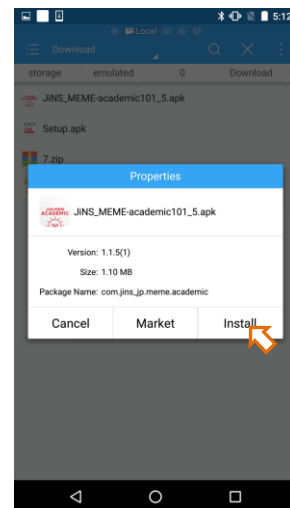 5:12
Local
Download
storage emulated 0 Download
JiNS_MEME-academic101_5.apk
Setup.apk
7.zip
Properties
ACADEMIC
JiNS_MEME-academic101_5.apk
Version: 1.1.5(1)
Size: 1.10 MB
Package Name: com.jins_jp.meme.academic
Cancel Market Install